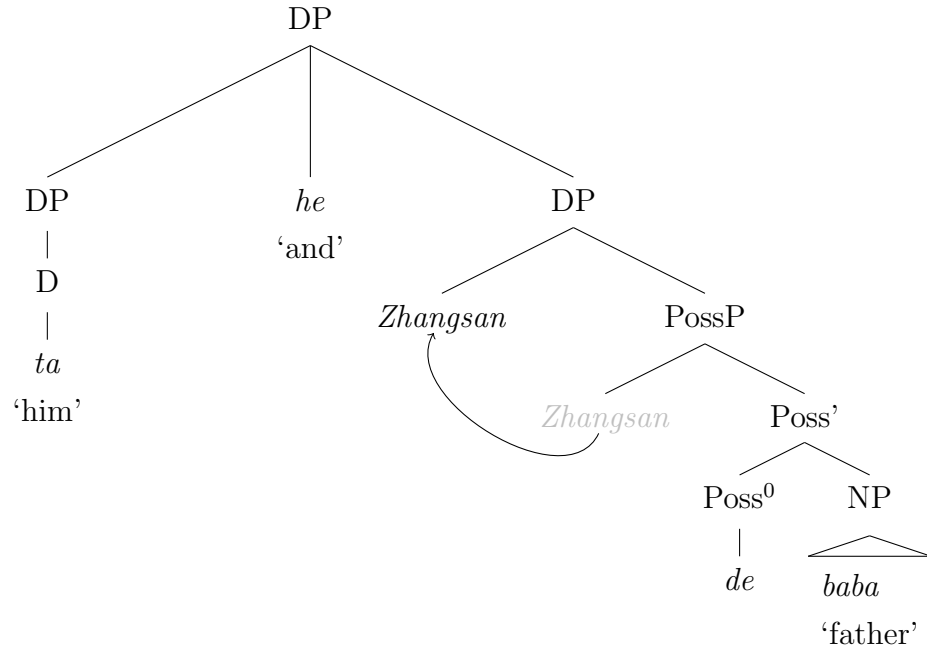 DP
DP he DP
‘and’
D Zhangsan PossP
ta
‘him’ Zhangsan Poss’
Poss⁰ NP
de baba
‘father’